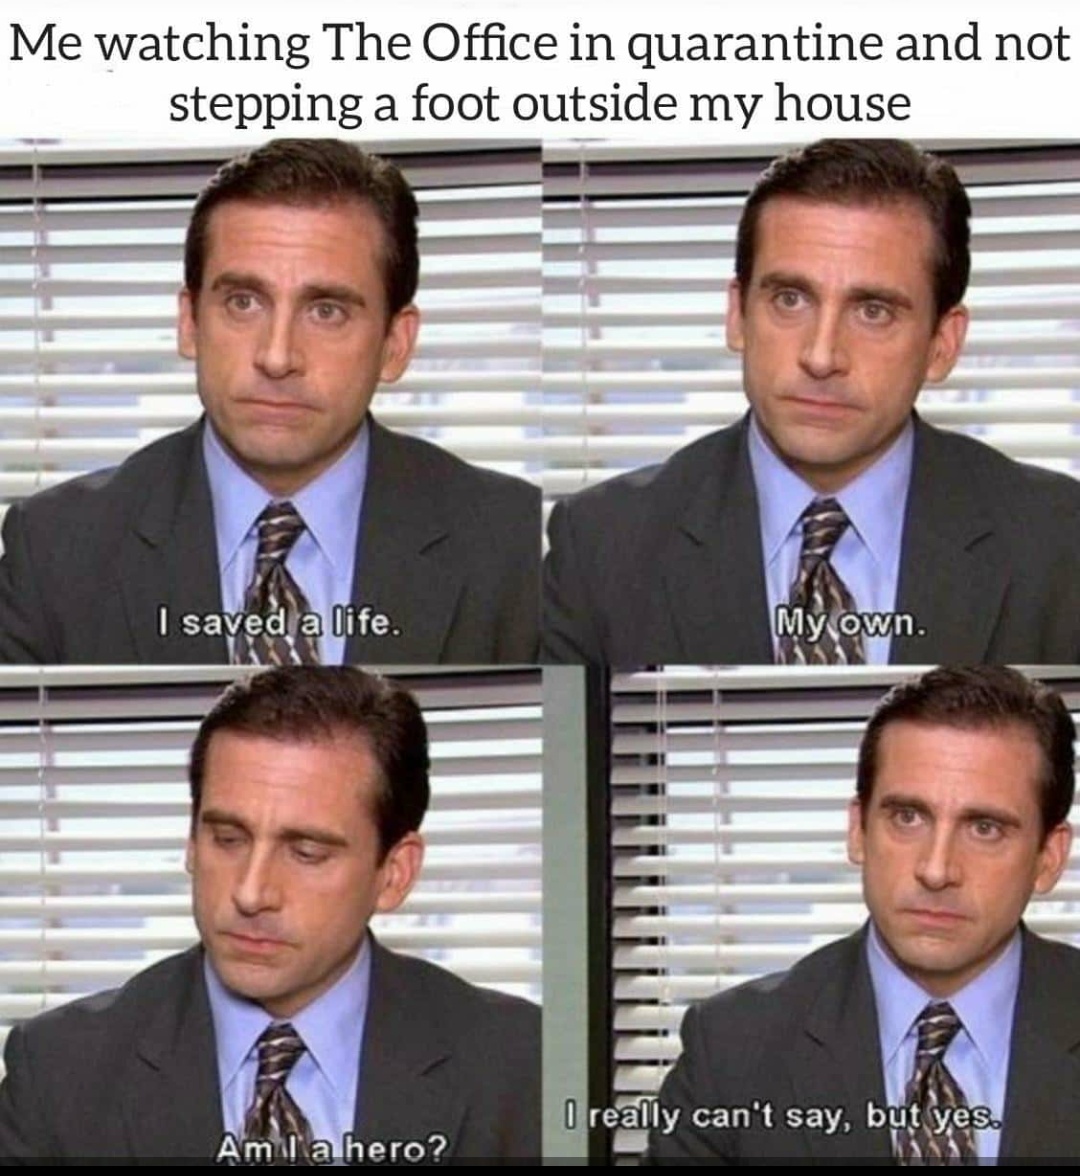 Me watching The Office in quarantine and not
stepping a foot outside my house
I saved a life.
My own.
Am I a hero?
I really can't say, but yes.